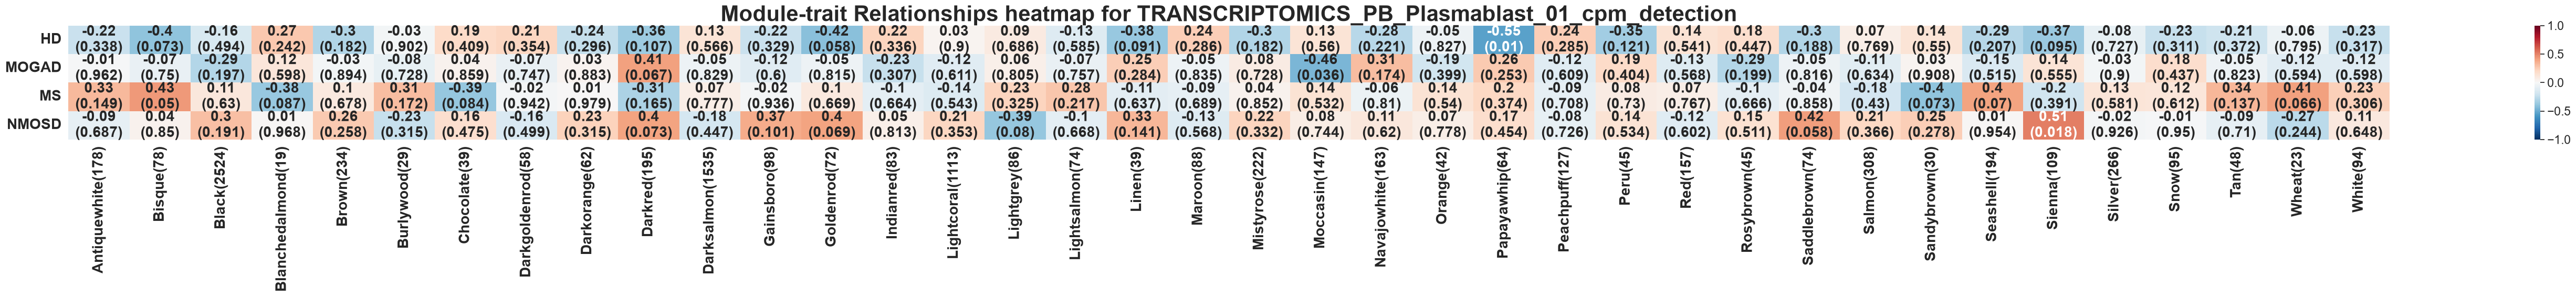 Module-trait Relationships heatmap for TRANSCRIPTOMICS_PB_Plasmablast_01_cpm_detection
HD
-0.22 -0.4 -0.16 0.27 -0.3 -0.03 0.19 0.21 -0.24 -0.36 0.13 -0.22 -0.42 0.22 0.03 0.09 -0.13 -0.38 0.24 -0.3 0.13 -0.28 -0.05 -0.55 0.24 -0.35 0.14 0.18 -0.3 0.07 0.14 -0.29 -0.37 -0.08 -0.23 -0.21 -0.06 -0.23
(0.338) (0.073) (0.494) (0.242) (0.182) (0.902) (0.409) (0.354) (0.296) (0.107) (0.566) (0.329) (0.058) (0.336) (0.9) (0.686) (0.585) (0.091) (0.286) (0.182) (0.56) (0.221) (0.827) (0.01) (0.285) (0.121) (0.541) (0.447) (0.188) (0.769) (0.55) (0.207) (0.095) (0.727) (0.311) (0.372) (0.795) (0.317)
MOGAD
-0.01 -0.07 -0.29 0.12 -0.03 -0.08 0.04 -0.07 0.03 0.41 -0.05 -0.12 -0.05 -0.23 -0.12 0.06 -0.07 0.25 -0.05 0.08 -0.46 0.31 -0.19 0.26 -0.12 0.19 -0.13 -0.29 -0.05 -0.11 0.03 -0.15 0.14 -0.03 0.18 -0.05 -0.12 -0.12
(0.962) (0.75) (0.197) (0.598) (0.894) (0.728) (0.859) (0.747) (0.883) (0.067) (0.829) (0.6) (0.815) (0.307) (0.611) (0.805) (0.757) (0.284) (0.835) (0.728) (0.036) (0.174) (0.399) (0.253) (0.609) (0.404) (0.568) (0.199) (0.816) (0.634) (0.908) (0.515) (0.555) (0.9) (0.437) (0.823) (0.594) (0.598)
MS
0.33 0.43 0.11 -0.38 0.1 0.31 -0.39 -0.02 0.01 -0.31 0.07 -0.02 0.1 -0.1 -0.14 0.23 0.28 -0.11 -0.09 0.04 0.14 -0.06 0.14 0.2 -0.09 0.08 0.07 -0.1 -0.04 -0.18 -0.4 0.4 -0.2 0.13 0.12 0.34 0.41 0.23
(0.149) (0.05) (0.63) (0.087) (0.678) (0.172) (0.084) (0.942) (0.979) (0.165) (0.777) (0.936) (0.669) (0.664) (0.543) (0.325) (0.217) (0.637) (0.689) (0.852) (0.532) (0.81) (0.54) (0.374) (0.708) (0.73) (0.767) (0.666) (0.858) (0.43) (0.073) (0.07) (0.391) (0.581) (0.612) (0.137) (0.066) (0.306)
NMOSD
-0.09 0.04 0.3 0.01 0.26 -0.23 0.16 -0.16 0.23 0.4 -0.18 0.37 0.4 0.05 0.21 -0.39 -0.1 0.33 -0.13 0.22 0.08 0.11 0.07 0.17 -0.08 0.14 -0.12 0.15 0.42 0.21 0.25 0.01 0.51 -0.02 -0.01 -0.09 -0.27 0.11
(0.687) (0.85) (0.191) (0.968) (0.258) (0.315) (0.475) (0.499) (0.315) (0.073) (0.447) (0.101) (0.069) (0.813) (0.353) (0.08) (0.668) (0.141) (0.568) (0.332) (0.744) (0.62) (0.778) (0.454) (0.726) (0.534) (0.602) (0.511) (0.058) (0.366) (0.278) (0.954) (0.018) (0.926) (0.95) (0.71) (0.244) (0.648)
Antiquewhite(178)
Bisque(78)
Black(2524)
Blanchedalmond(19)
Brown(234)
Burlywood(29)
Chocolate(39)
Darkgoldenrod(58)
Darkorange(62)
Darkred(195)
Darksalmon(1535)
Gainsboro(98)
Goldenrod(72)
Indianred(83)
Lightcoral(1113)
Lightgrey(86)
Lightsalmon(74)
Linen(39)
Maroon(88)
Mistyrose(222)
Moccasin(147)
Navajowhite(163)
Orange(42)
Papayawhip(64)
Peachpuff(127)
Peru(45)
Red(157)
Rosybrown(45)
Saddlebrown(74)
Salmon(308)
Sandybrown(30)
Seashell(194)
Sienna(109)
Silver(266)
Snow(95)
Tan(48)
Wheat(23)
White(94)
1.0
0.5
0.0
−0.5
−1.0